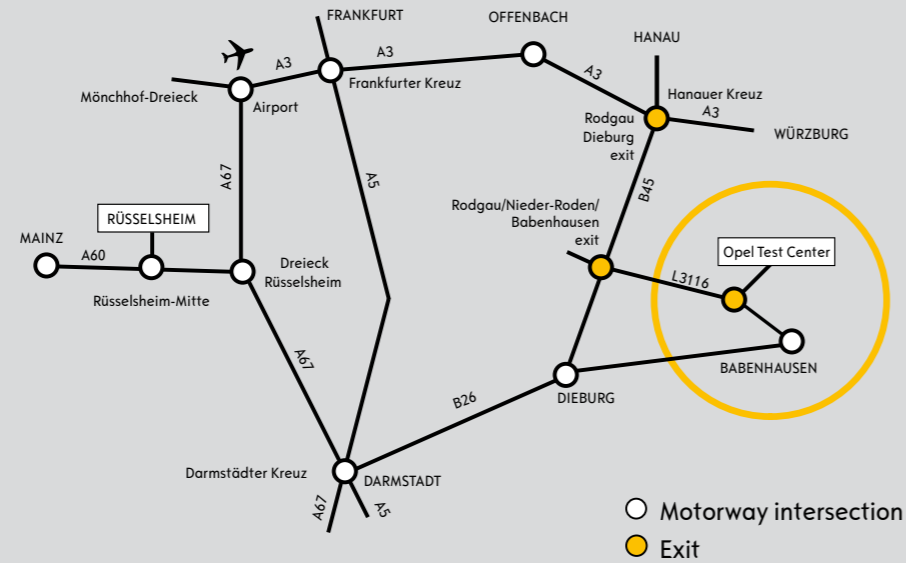 FRANKFURT
OFFENBACH
HANAU
A3
A3
A3
Mönchhof-Dreieck
Airport
Frankfurter Kreuz
Hanauer Kreuz
A3
WÜRZBURG
Rodgau
Dieburg
exit
A67
A5
B45
Rodgau/Nieder-Roden/
Babenhausen
exit
RÜSSELSHEIM
MAINZ
A60
Rüsselsheim-Mitte
Dreieck
Rüsselsheim
Opel Test Center
L3116
A67
BABENHAUSEN
DIEBURG
B26
Darmstädter Kreuz
DARMSTADT
A67
A5
Motorway intersection
Exit